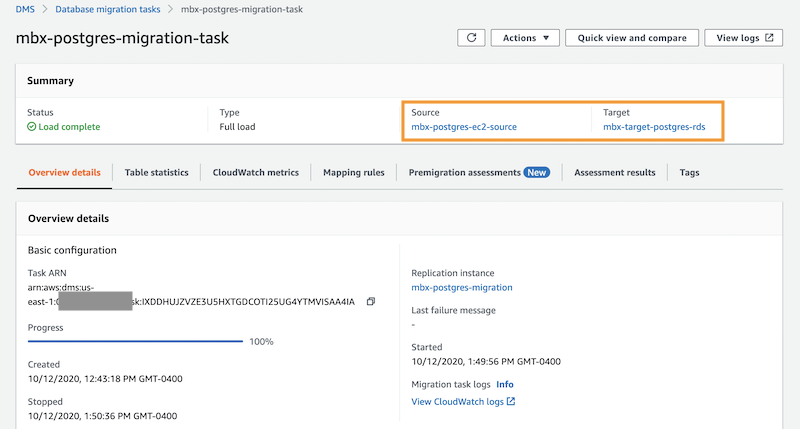 DMS > Database migration tasks > mbx-postgres-migration-task
mbx-postgres-migration-task
Actions ▼ Quick view and compare View logs
Summary
Status Type Source Target
Load complete Full load mbx-postgres-ec2-source mbx-target-postgres-rds
Overview details Table statistics CloudWatch metrics Mapping rules Premigration assessments New Assessment results Tags
Overview details
Basic configuration
Task ARN
arn:aws:dms:us-
east-1: sk:IXDDHUJZVZE3U5HXTGDCOTI25UG4YTMVISAA4IA
Progress
100%
Created
10/12/2020, 12:43:18 PM GMT-0400
Stopped
10/12/2020, 1:50:36 PM GMT-0400
Replication instance
mbx-postgres-migration
Last failure message
-
Started
10/12/2020, 1:49:56 PM GMT-0400
Migration task logs Info
View CloudWatch logs